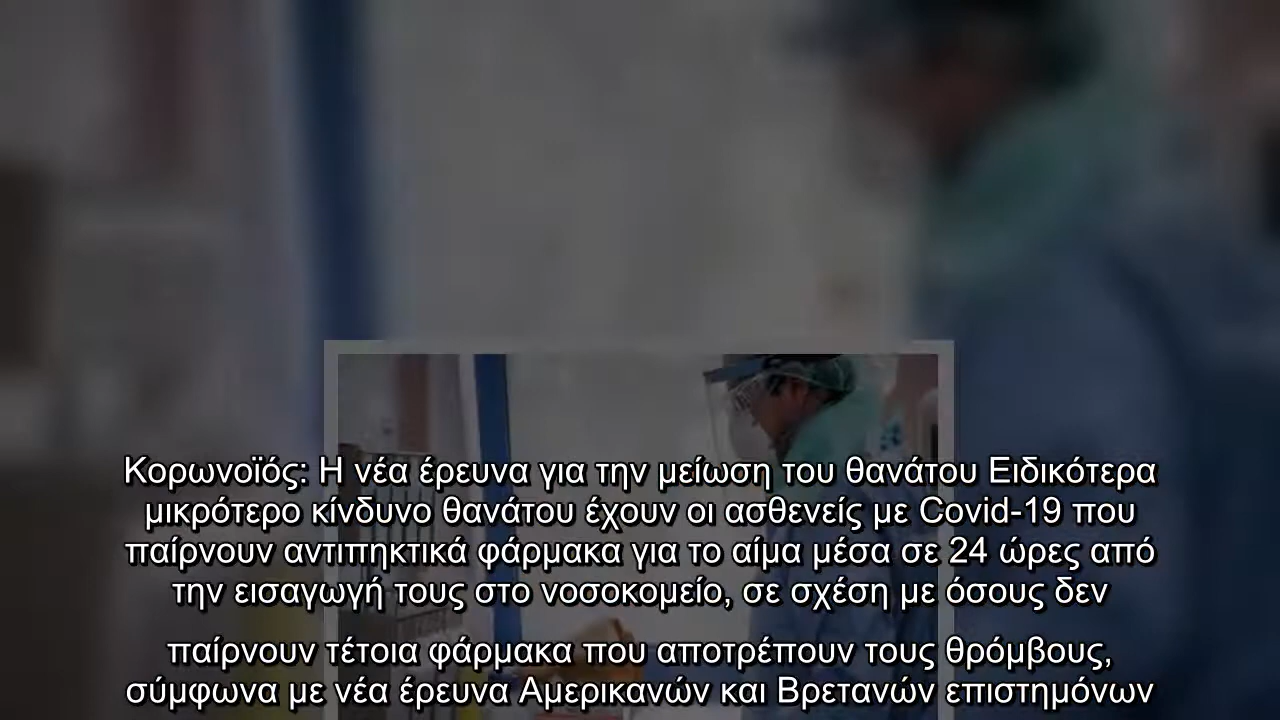 Κορωνοϊός: Η νέα έρευνα για την μείωση του θανάτου Ειδικότερα
μικρότερο κίνδυνο θανάτου έχουν οι ασθενείς με Covid-19 που
παίρνουν αντιπηκτικά φάρμακα για το αίμα μέσα σε 24 ώρες από
την εισαγωγή τους στο νοσοκομείο, σε σχέση με όσους δεν
παίρνουν τέτοια φάρμακα που αποτρέπουν τους θρόμβους,
σύμφωνα με νέα έρευνα Αμερικανών και Βρετανών επιστημόνων